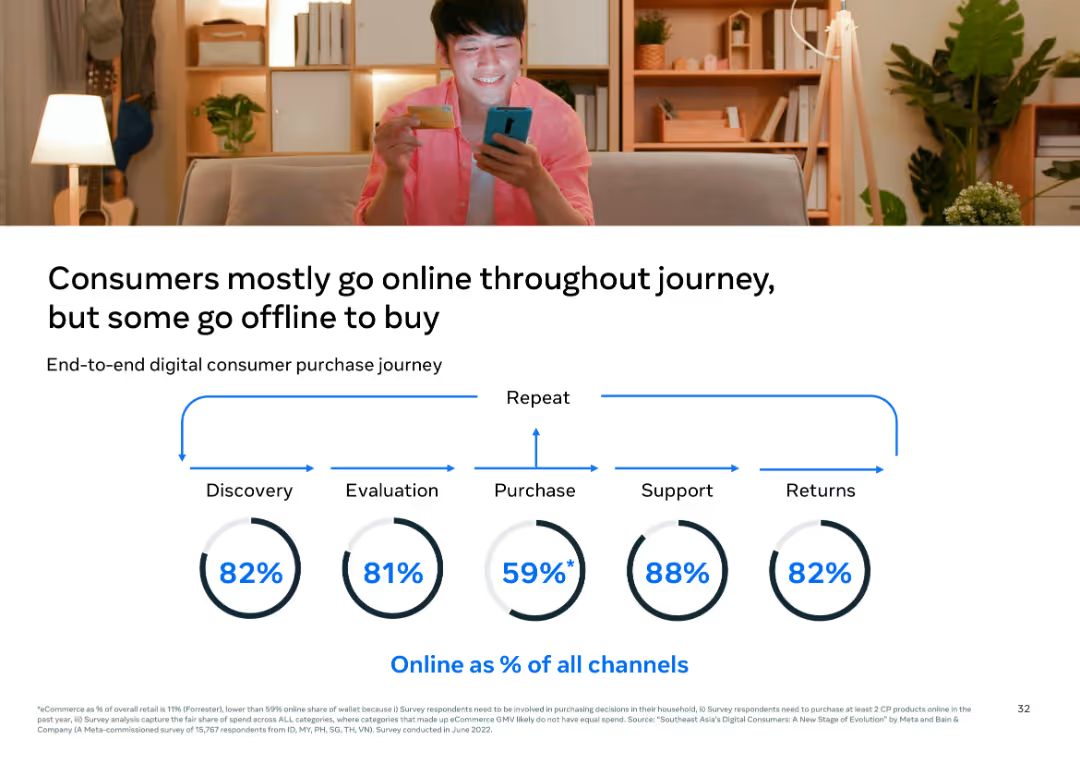 Consumers mostly go online throughout journey,
but some go offline to buy
End-to-end digital consumer purchase journey
Repeat
Discovery
Evaluation
Purchase
Support
Returns
82%
81%
59%*
88%
82%
Online as % of all channels
*eCommerce as % of overall retail is 11% (Forrester), lower than 59% online share of wallet because i) Survey respondents need to be involved in purchasing decisions in their household, ii) Survey respondents need to purchase at least 2 CP products online in the
past year, iii) Survey analysis capture the fair share of spend across ALL categories, where categories that made up eCommerce GMV likely do not have equal spend. Source: "Southeast Asia's Digital Consumers: A New Stage of Evolution" by Meta and Bain &
Company (A Meta-commissioned survey of 15,767 respondents from ID, MY, PH, SG, TH, VN). Survey conducted in June 2022.
32